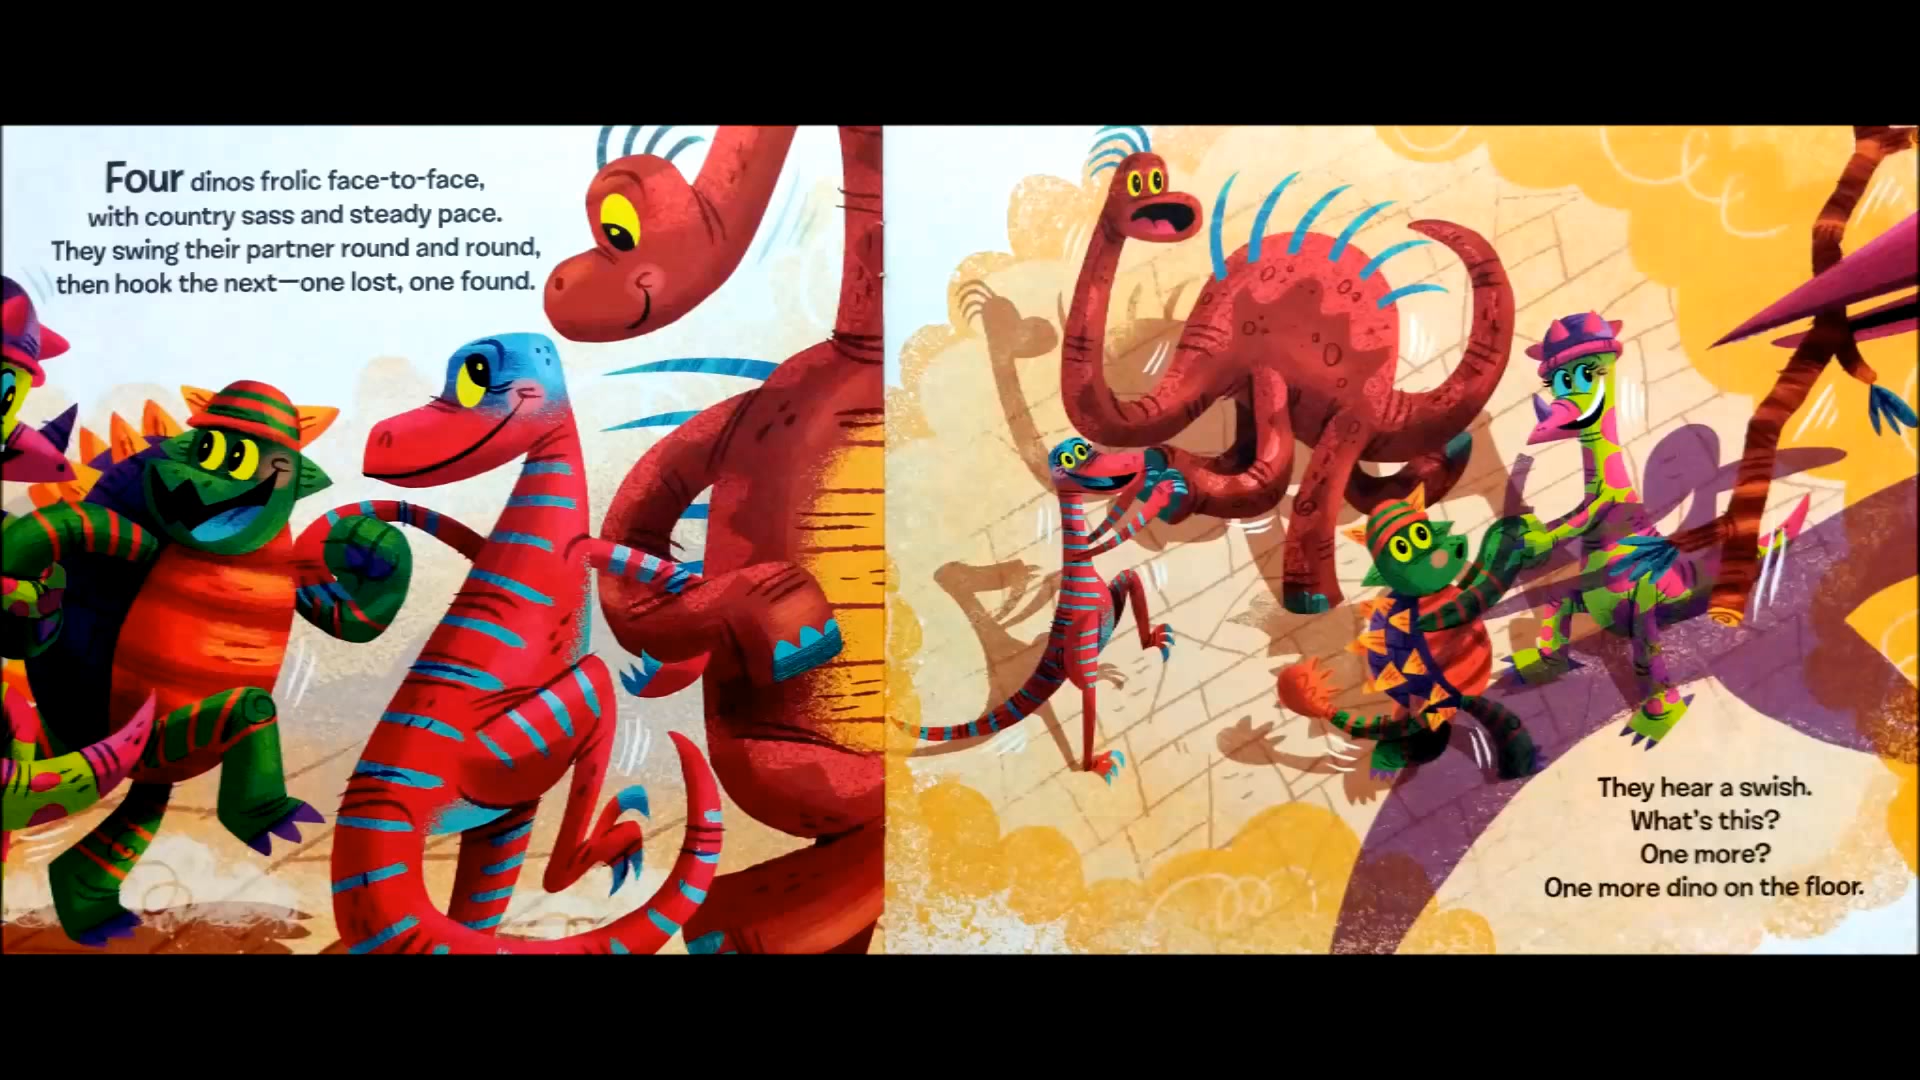 Four dinos frolic face-to-face,
with country sass and steady pace.
They swing their partner round and round,
then hook the next—one lost, one found.
They hear a swish.
What's this?
One more?
One more dino on the floor.